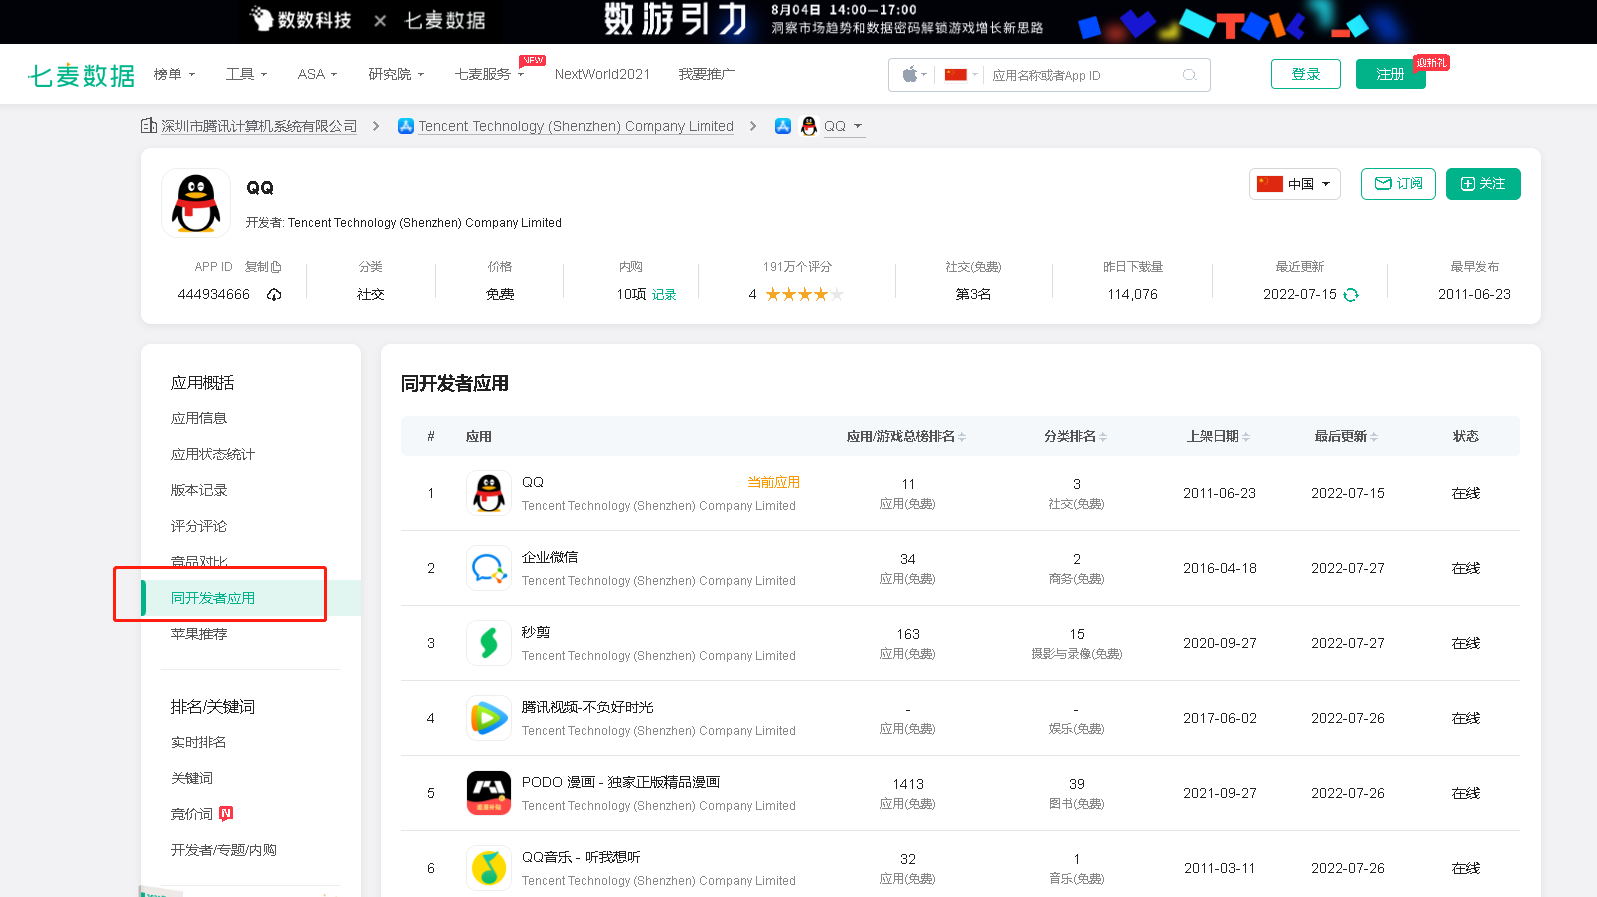 数数科技 × 七麦数据
数游引力
8月04日 14:00—17:00
洞察市场趋势和数据密码解锁游戏增长新思路
七麦数据
榜单
工具
ASA
研究院
七麦服务
NEW
NextWorld2021
我要推广
应用名称或者App ID
登录
注册
迎新礼
深圳市腾讯计算机系统有限公司
Tencent Technology (Shenzhen) Company Limited
QQ
QQ
开发者: Tencent Technology (Shenzhen) Company Limited
中国
订阅
关注
APP ID 复制
444934666
分类
社交
价格
免费
内购
10项 记录
191万个评分
4
社交(免费)
第3名
昨日下载量
114,076
最近更新
2022-07-15
最早发布
2011-06-23
应用概括
应用信息
应用状态统计
版本记录
评分评论
竞品对比
同开发者应用
苹果推荐
排名/关键词
实时排名
关键词
竞价词 N
开发者/专题/内购
同开发者应用
# 应用 应用/游戏总榜排名 分类排名 上架日期 最后更新 状态
1 QQ 当前应用 11 3 2011-06-23 2022-07-15 在线
Tencent Technology (Shenzhen) Company Limited 应用(免费) 社交(免费)
2 企业微信 34 2 2016-04-18 2022-07-27 在线
Tencent Technology (Shenzhen) Company Limited 应用(免费) 商务(免费)
3 秒剪 163 15 2020-09-27 2022-07-27 在线
Tencent Technology (Shenzhen) Company Limited 应用(免费) 摄影与录像(免费)
4 腾讯视频-不负好时光 - - 2017-06-02 2022-07-26 在线
Tencent Technology (Shenzhen) Company Limited 应用(免费) 娱乐(免费)
5 PODO 漫画 - 独家正版精品漫画 1413 39 2021-09-27 2022-07-26 在线
Tencent Technology (Shenzhen) Company Limited 应用(免费) 图书(免费)
6 QQ音乐 - 听我想听 32 1 2011-03-11 2022-07-26 在线
Tencent Technology (Shenzhen) Company Limited 应用(免费) 音乐(免费)